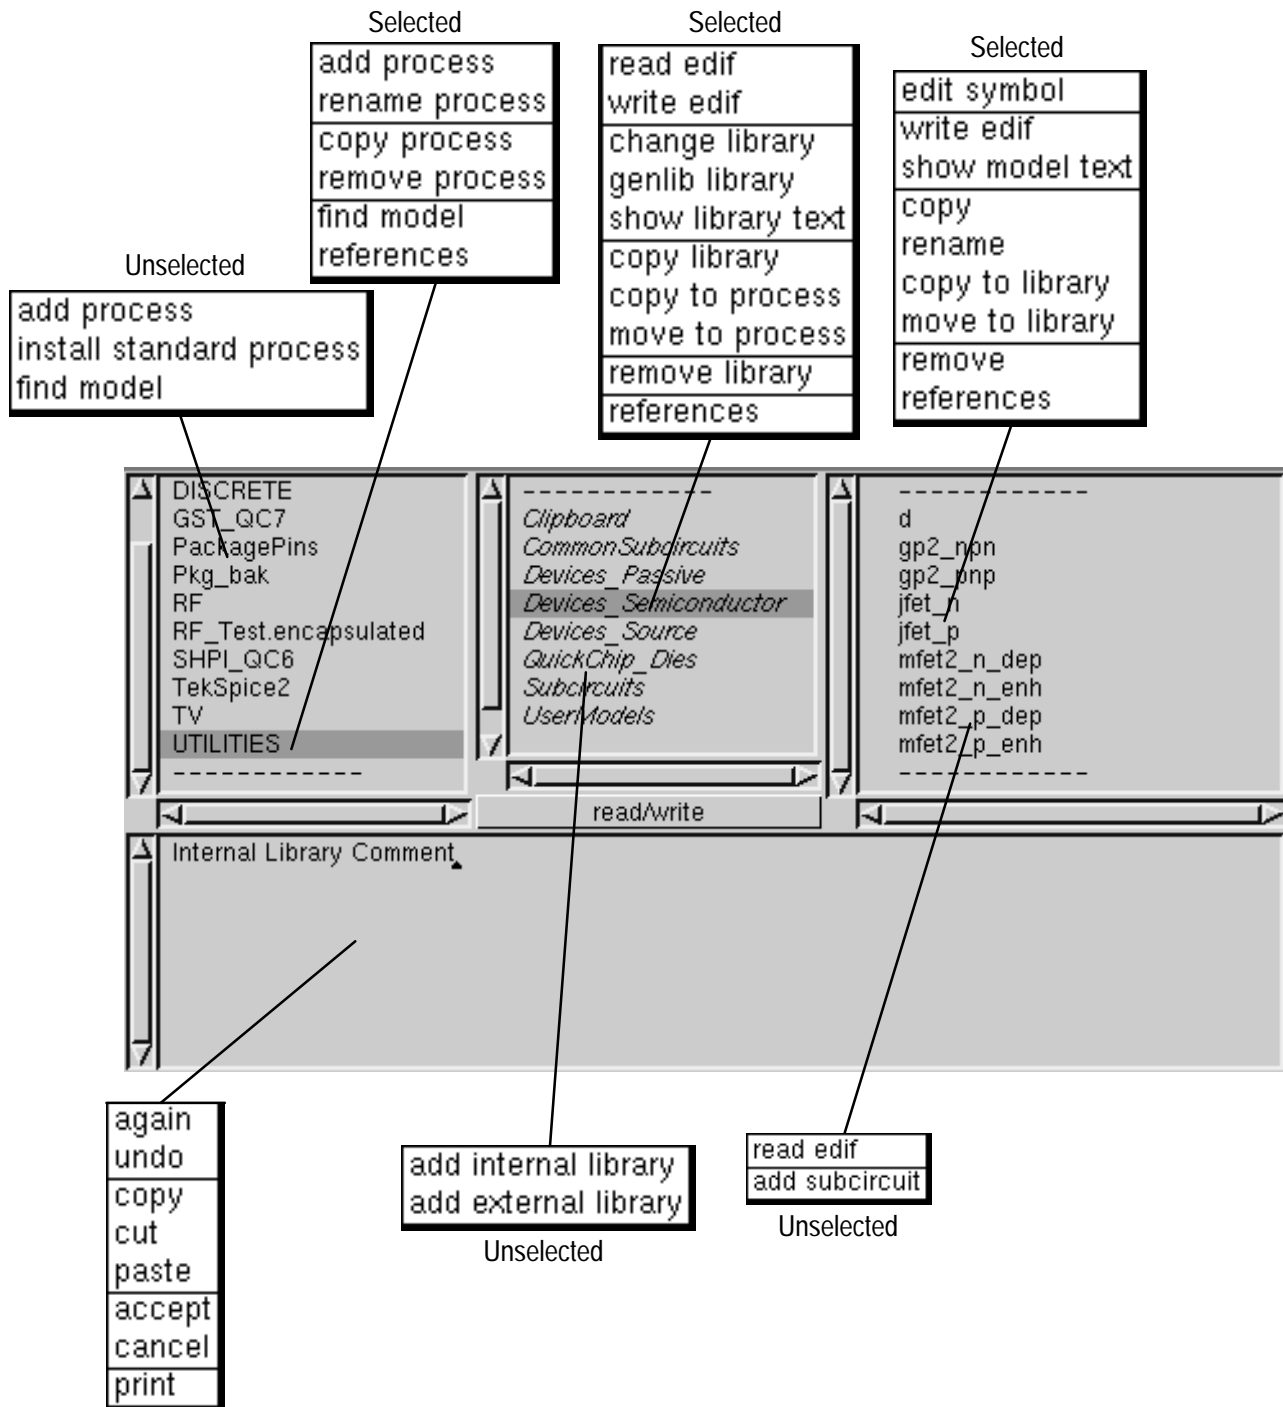 Selected
add process
rename process
copy process
remove process
find model
references
Selected
read edif
write edif
change library
genlib library
show library text
copy library
copy to process
move to process
remove library
references
Selected
edit symbol
write edif
show model text
copy
rename
copy to library
move to library
remove
references
Unselected
add process
install standard process
find model
DISCRETE
GST_QC7
PackagePins
Pkg_bak
RF
RF_Test.encapsulated
SHPI_QC6
TekSpice2
TV
UTILITIES
------------
------------
Clipboard
CommonSubcircuits
Devices_Passive
Devices_Semiconductor
Devices_Source
QuickChip_Dies
Subcircuits
UserModels
read/write
------------
d
gp2_npn
gp2_pnp
jfet_n
jfet_p
mfet2_n_dep
mfet2_n_enh
mfet2_p_dep
mfet2_p_enh
------------
Internal Library Comment
again
undo
copy
cut
paste
accept
cancel
print
add internal library
add external library
Unselected
read edif
add subcircuit
Unselected